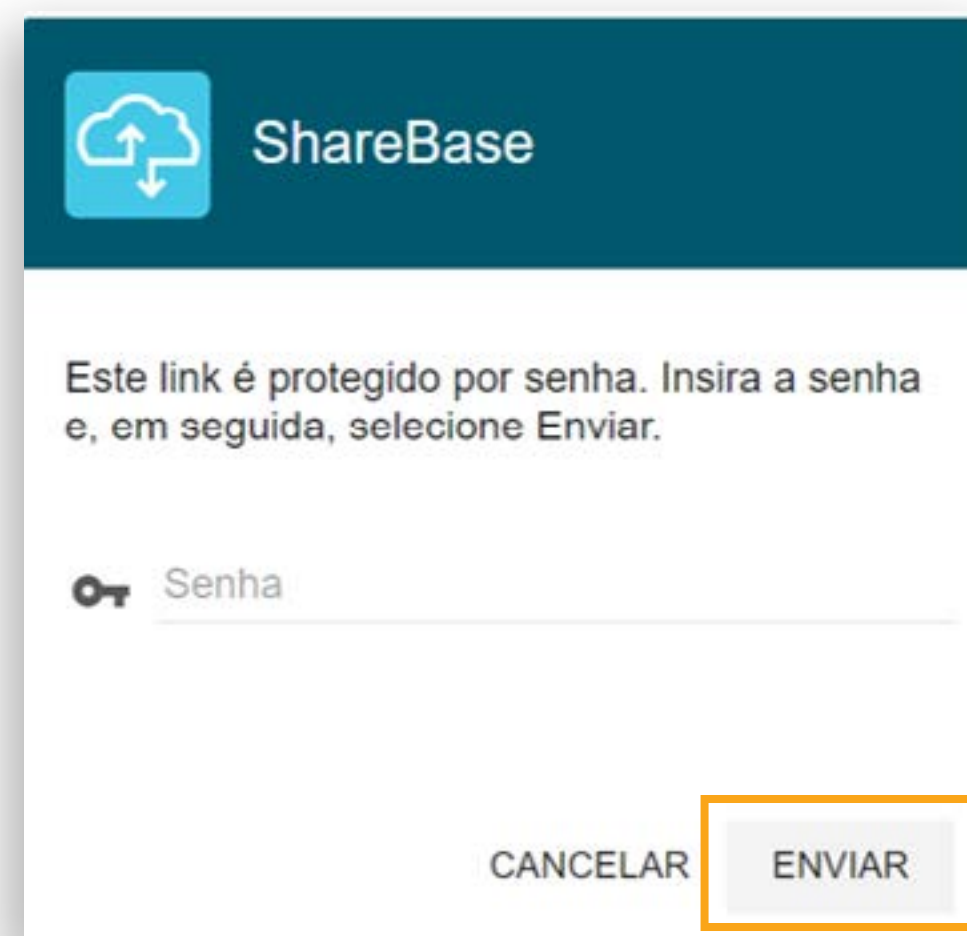 ShareBase
Este link é protegido por senha. Insira a senha
e, em seguida, selecione Enviar.
Senha
CANCELAR ENVIAR